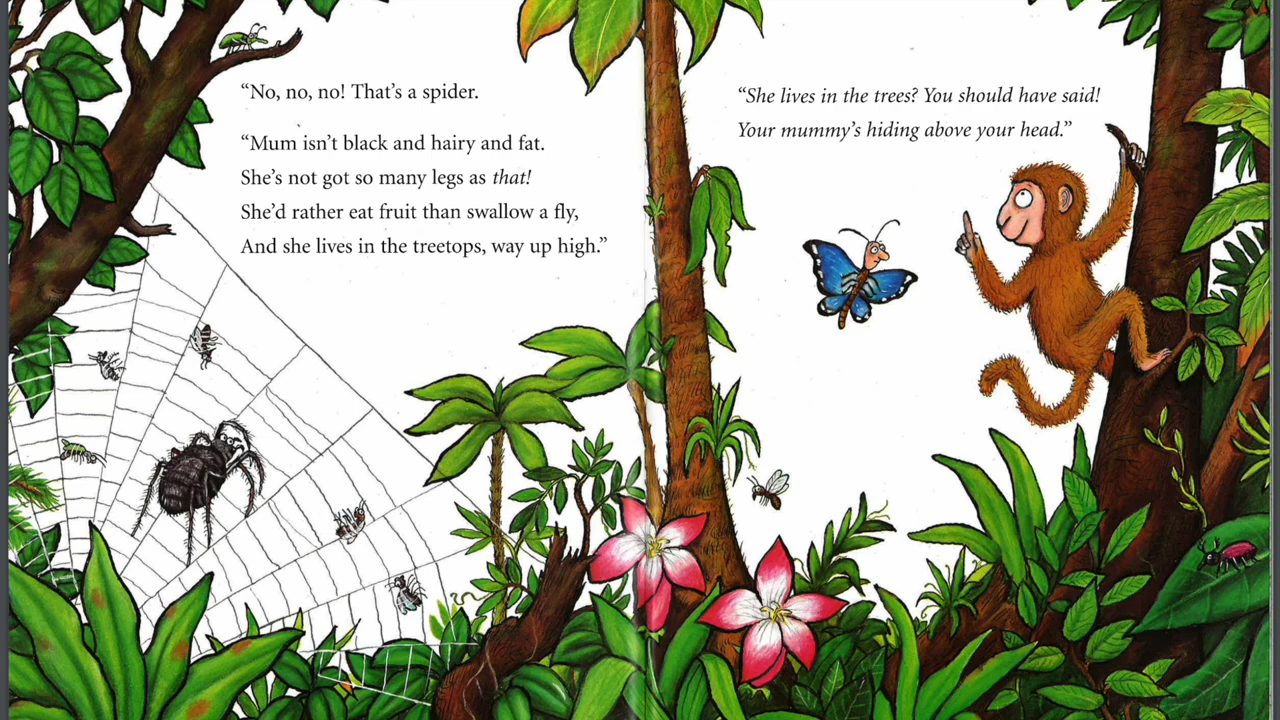 “No, no, no! That’s a spider.
“Mum isn’t black and hairy and fat.
She’s not got so many legs as that!
She’d rather eat fruit than swallow a fly,
And she lives in the treetops, way up high.”
“She lives in the trees? You should have said!
Your mummy’s hiding above your head.”